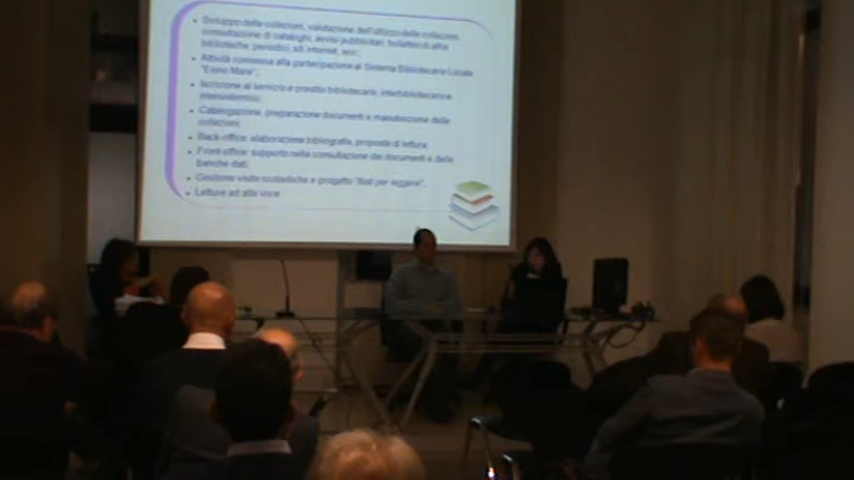 Sviluppo delle collezioni, valutazione dell'utilizzo delle collezioni,
consultazione di cataloghi, avvisi pubblicitari, bollettini di altre
biblioteche, periodici, siti internet, ecc.;
Attività connessa alla partecipazione al Sistema Bibliotecario Locale
"Esino Mare";
Iscrizione al servizio e prestito bibliotecario, interbibliotecario e
intersistemico;
Catalogazione, preparazione documenti e manutenzione delle
collezioni;
Back-office: elaborazione bibliografie, proposte di lettura;
Front-office: supporto nella consultazione dei documenti e delle
banche dati;
Gestione visite scolastiche e progetto "Nati per leggere";
Letture ad alta voce